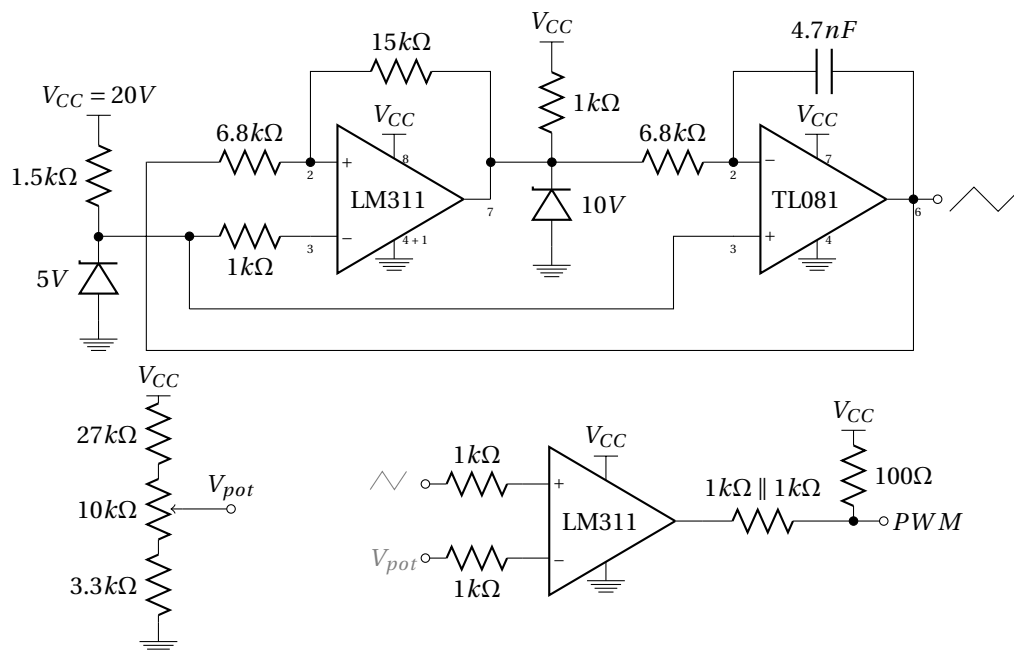 V_CC = 20V
1.5kΩ
5V
6.8kΩ
1kΩ
15kΩ
V_CC
8
+
2
LM311
−
3
4+1
7
V_CC
1kΩ
10V
6.8kΩ
4.7nF
V_CC
7
−
2
TL081
+
3
4
6
V_CC
27kΩ
10kΩ
V_pot
3.3kΩ
1kΩ
V_pot
1kΩ
V_CC
+
LM311
−
1kΩ ∥ 1kΩ
V_CC
100Ω
PWM